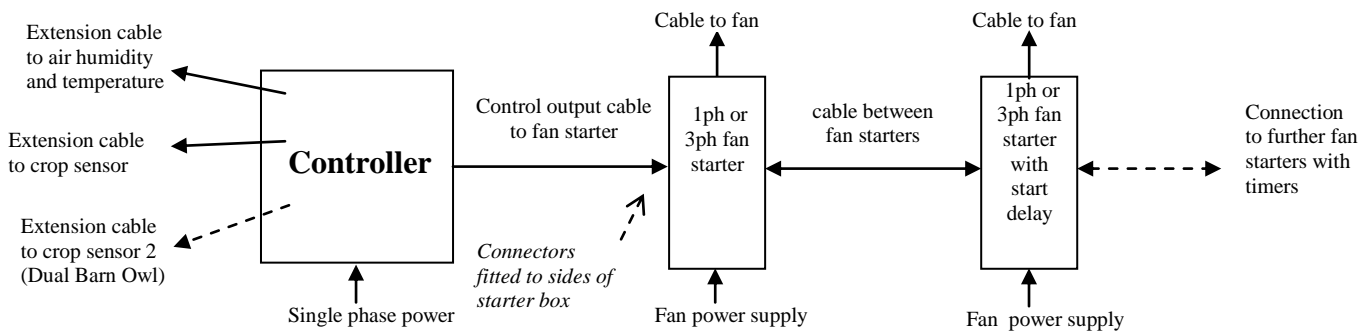 Extension cable
to air humidity
and temperature
Extension cable
to crop sensor
Extension cable
to crop sensor 2
(Dual Barn Owl)
Controller
Single phase power
Control output cable
to fan starter
Connectors
fitted to sides of
starter box
Cable to fan
1ph or
3ph fan
starter
Fan power supply
cable between
fan starters
Cable to fan
1ph or
3ph fan
starter
with
start
delay
Fan power supply
Connection
to further fan
starters with
timers